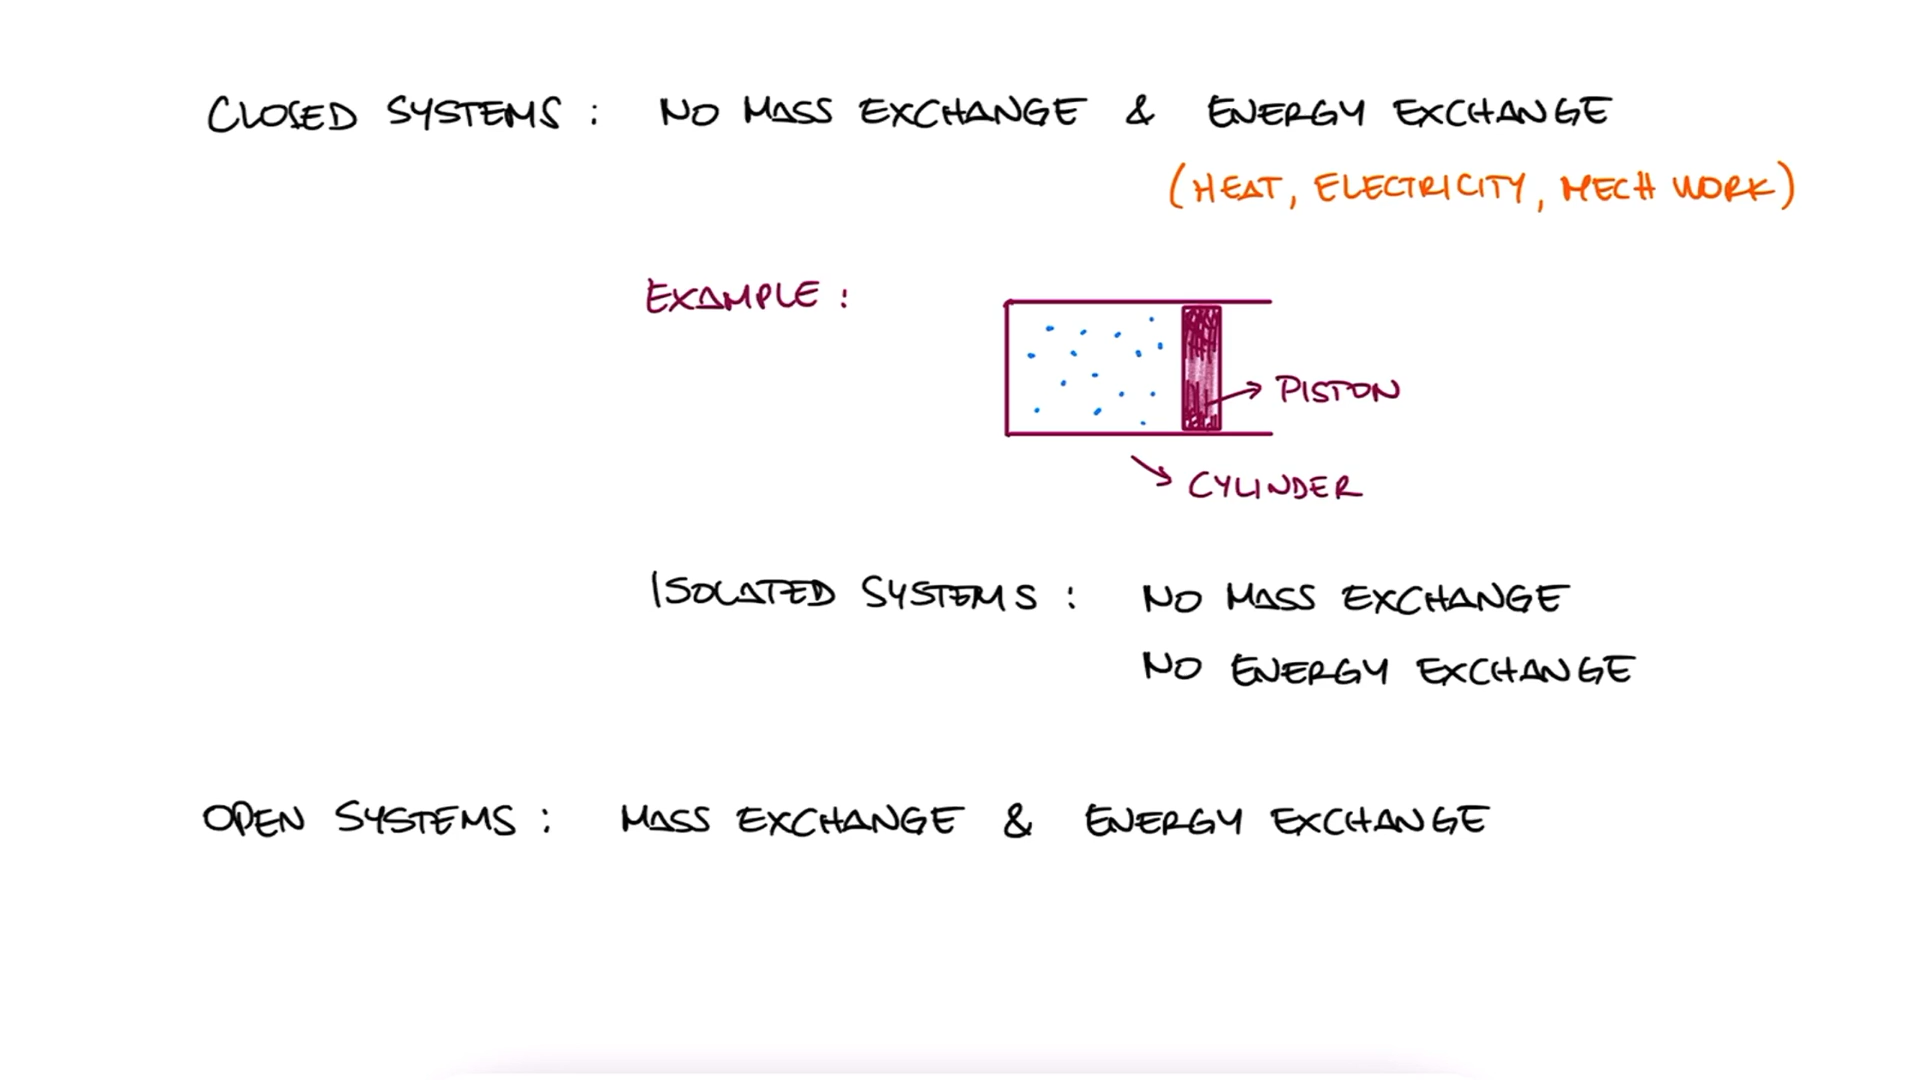 CLOSED SYSTEMS : NO MASS EXCHANGE & ENERGY EXCHANGE
(HEAT, ELECTRICITY, MECH WORK)
EXAMPLE :
PISTON
CYLINDER
ISOLATED SYSTEMS : NO MASS EXCHANGE
NO ENERGY EXCHANGE
OPEN SYSTEMS : MASS EXCHANGE & ENERGY EXCHANGE